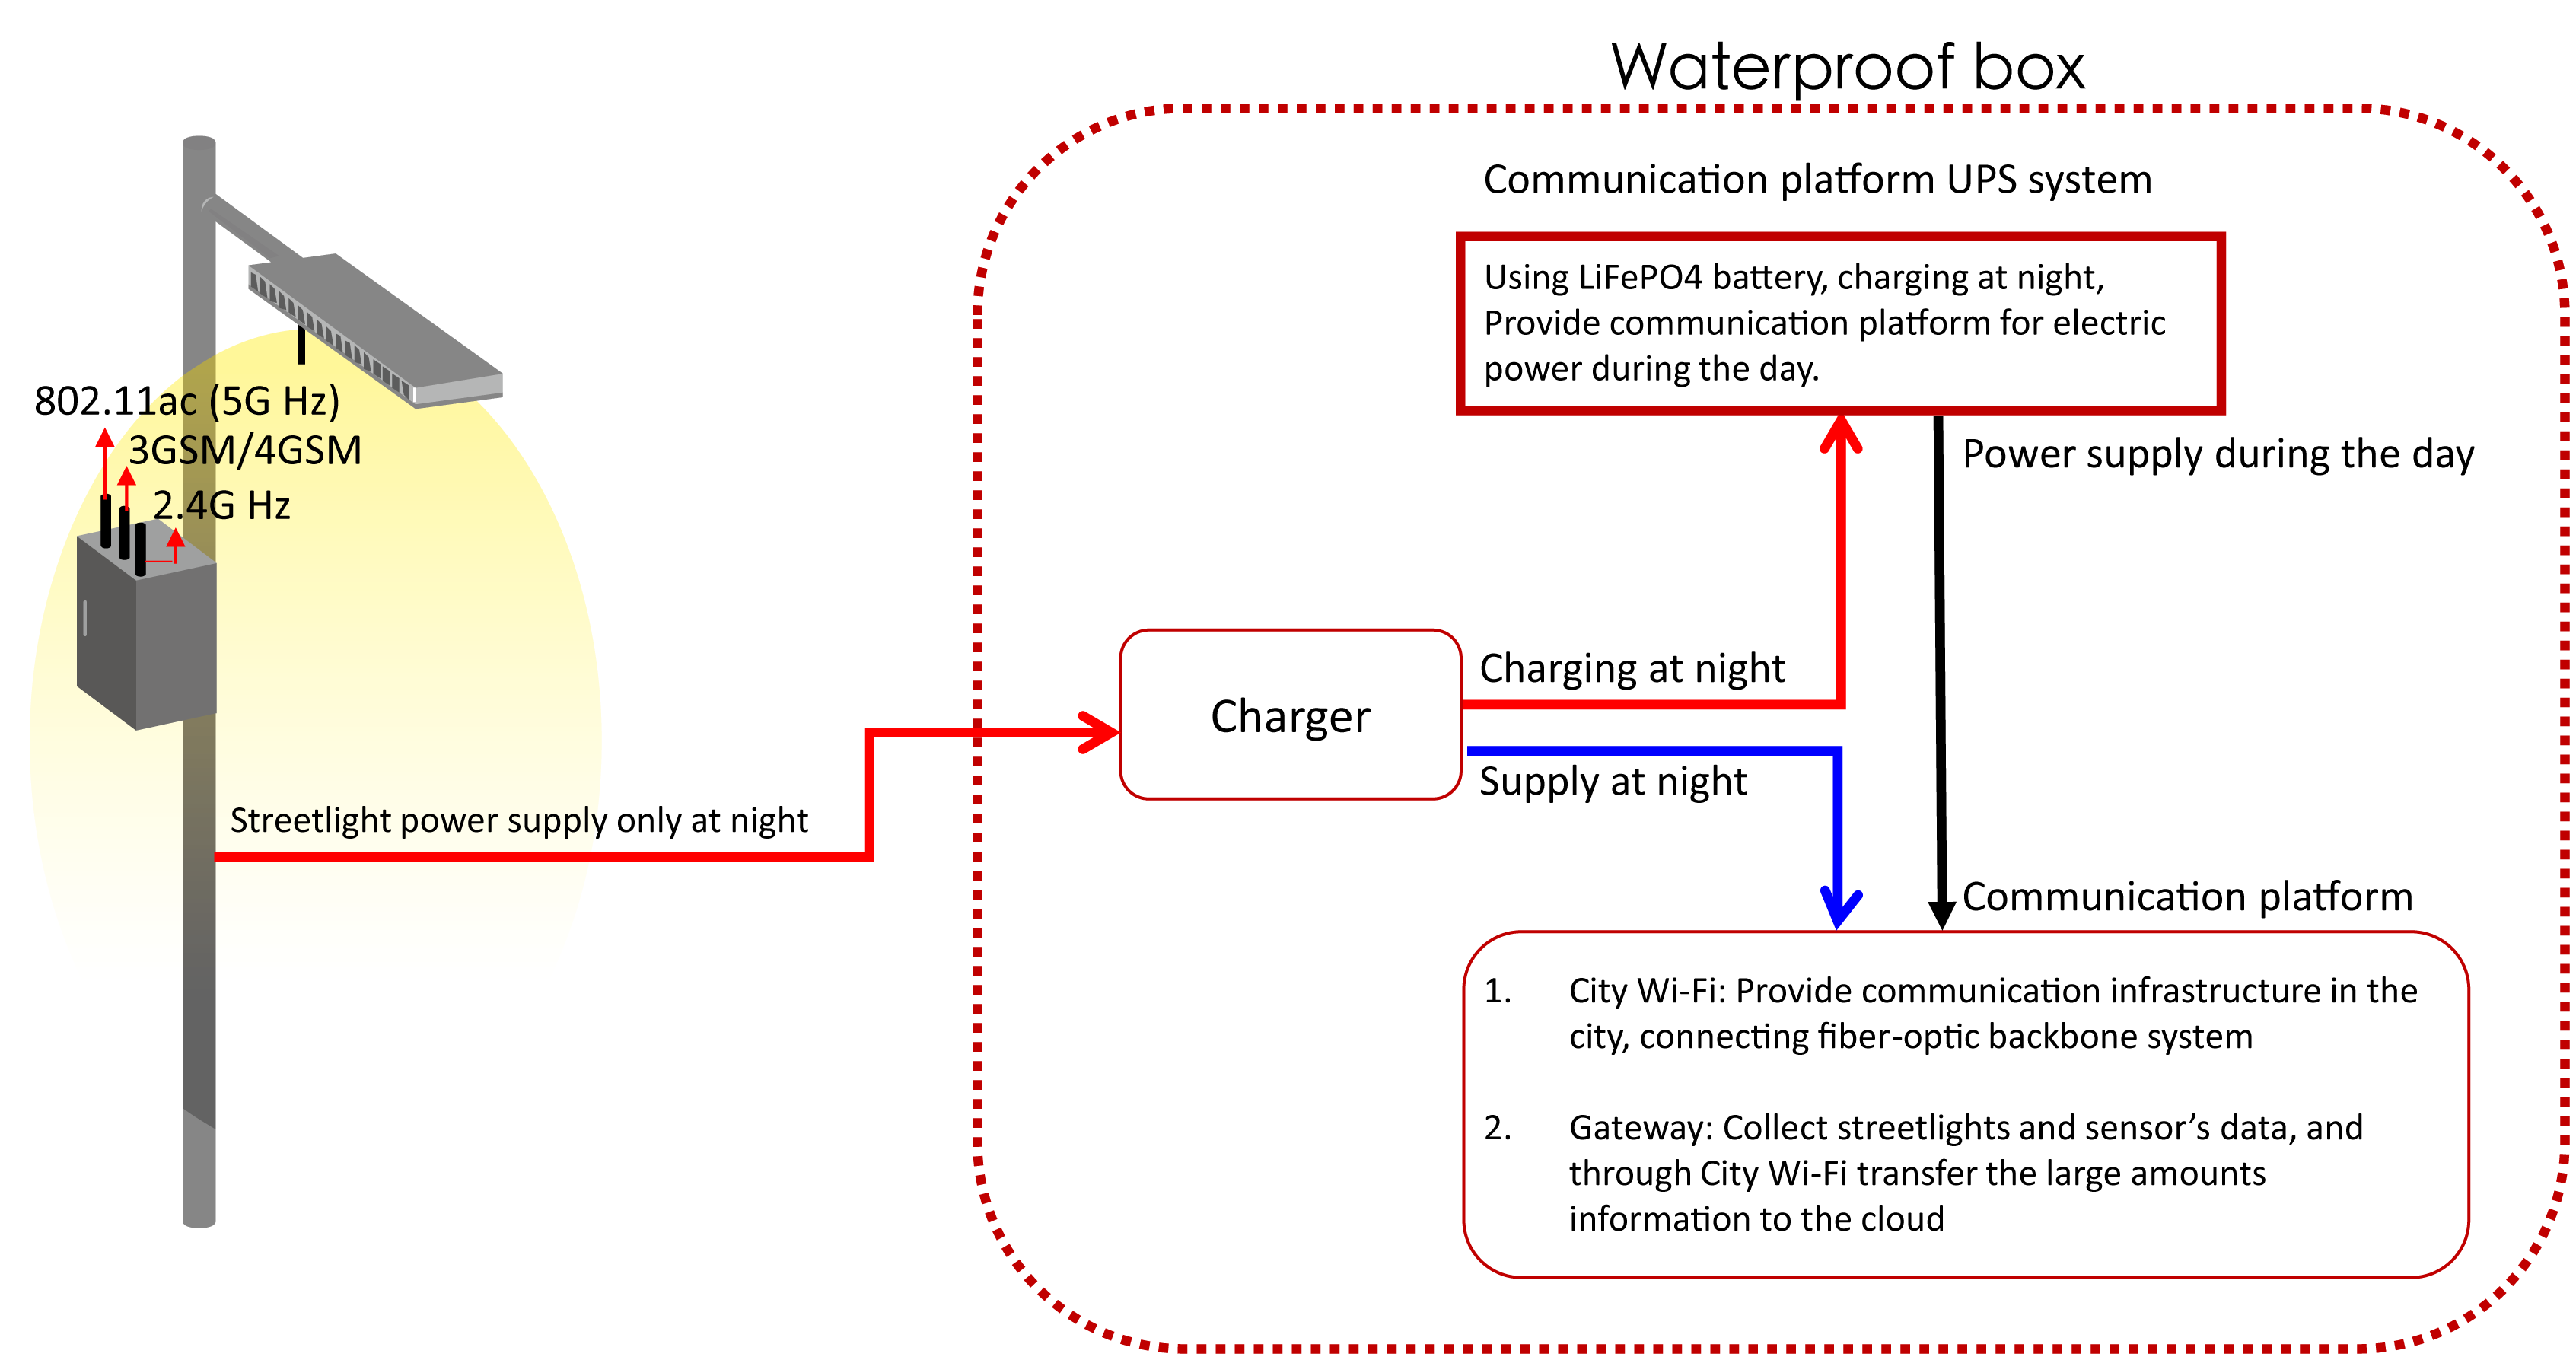 Waterproof box
Communication platform UPS system
Using LiFePO4 battery, charging at night,
Provide communication platform for electric
power during the day.
802.11ac (5G Hz)
3GSM/4GSM
2.4G Hz
Power supply during the day
Charging at night
Charger
Supply at night
Streetlight power supply only at night
Communication platform
1. City Wi-Fi: Provide communication infrastructure in the
city, connecting fiber-optic backbone system
2. Gateway: Collect streetlights and sensor’s data, and
through City Wi-Fi transfer the large amounts
information to the cloud